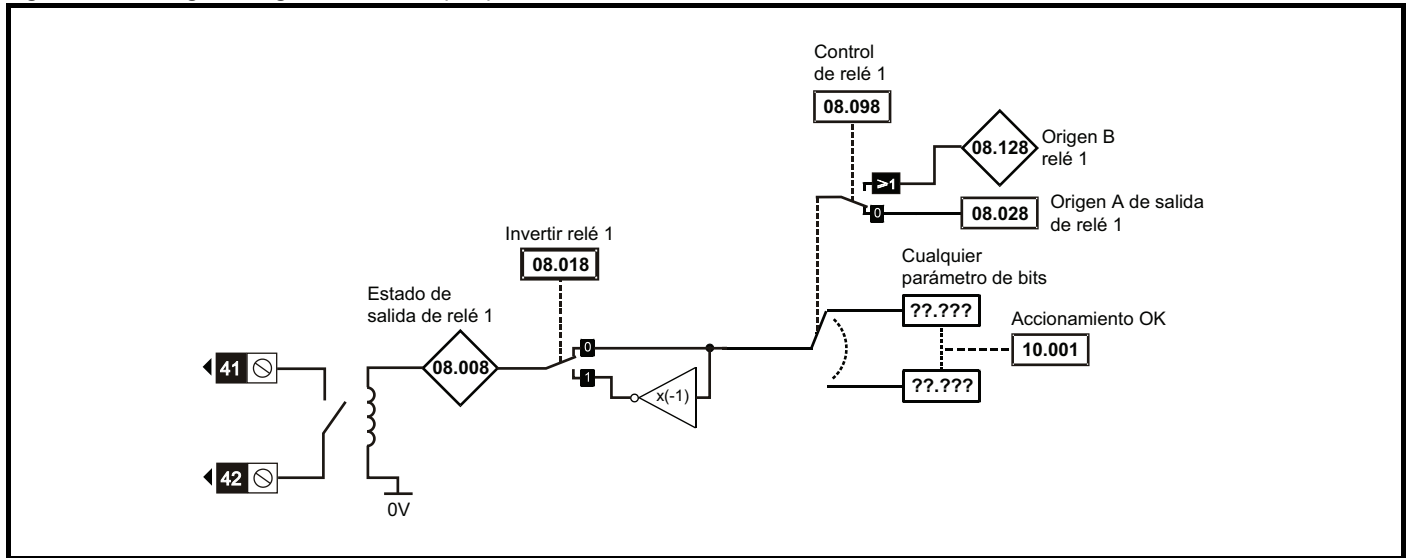 Control
de relé 1
08.098
08.128
Origen B
relé 1
>1
0
08.028
Origen A de salida
de relé 1
Invertir relé 1
08.018
Cualquier
parámetro de bits
??.???
Accionamiento OK
10.001
??.???
Estado de
salida de relé 1
08.008
0
1
x(-1)
41
42
0V